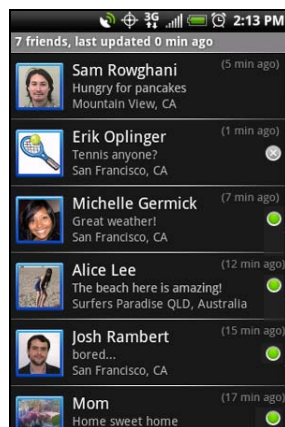 3G 2:13 PM
7 friends, last updated 0 min ago
Sam Rowghani (5 min ago)
Hungry for pancakes
Mountain View, CA
Erik Oplinger (1 min ago)
Tennis anyone?
San Francisco, CA
Michelle Germick (7 min ago)
Great weather!
San Francisco, CA
Alice Lee (12 min ago)
The beach here is amazing!
Surfers Paradise QLD, Australia
Josh Rambert (15 min ago)
bored...
San Francisco, CA
Mom (17 min ago)
Home sweet home